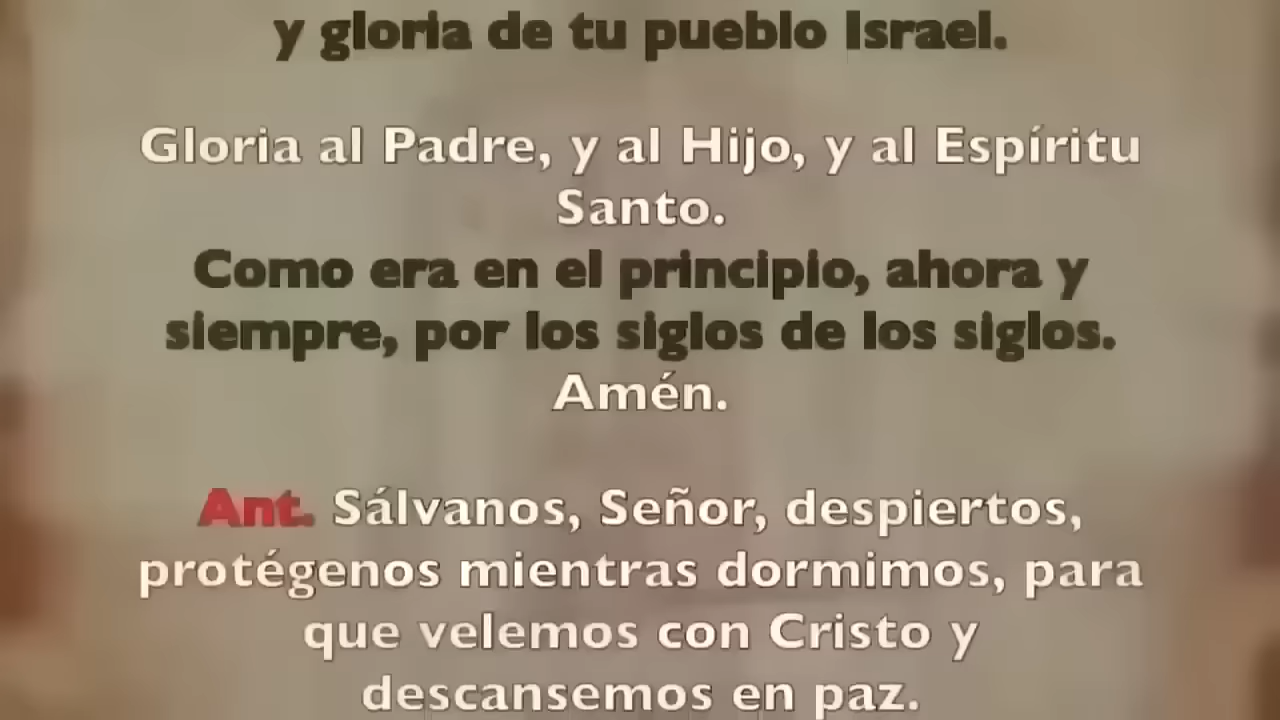 y gloria de tu pueblo Israel.
Gloria al Padre, y al Hijo, y al Espíritu
Santo.
Como era en el principio, ahora y
siempre, por los siglos de los siglos.
Amén.
Ant. Sálvanos, Señor, despiertos,
protégenos mientras dormimos, para
que velemos con Cristo y
descansemos en paz.